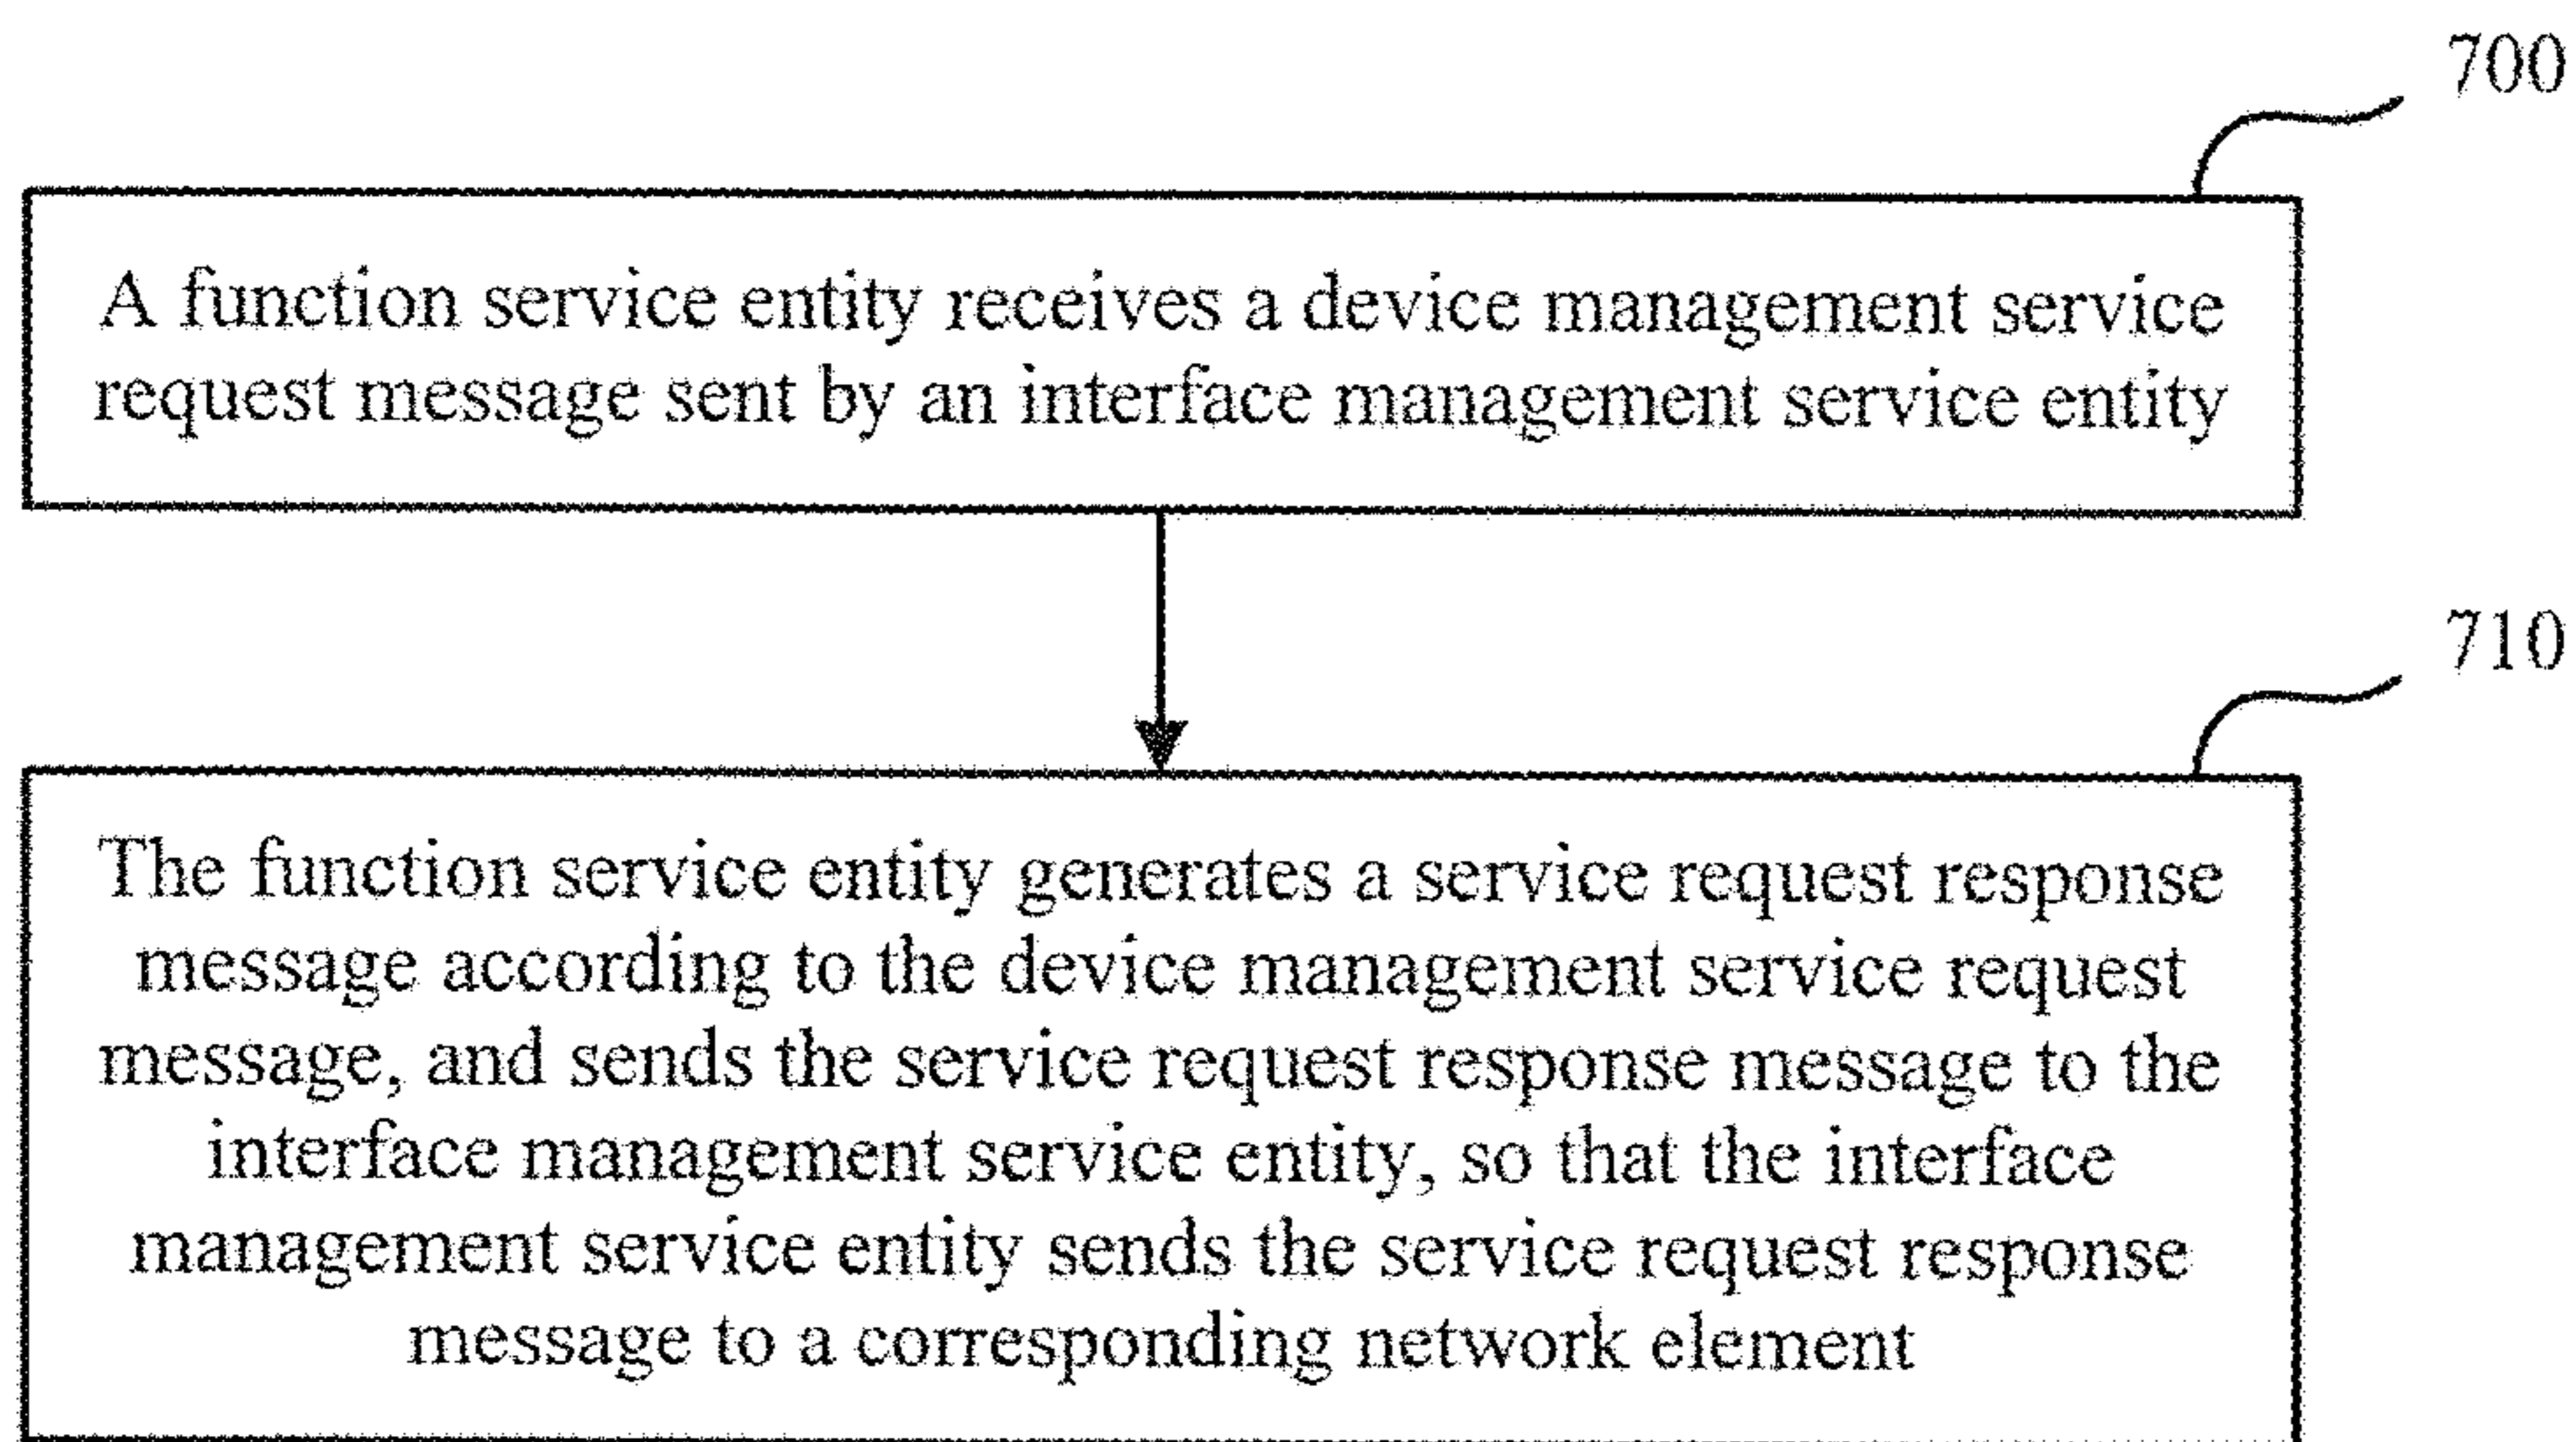 700
A function service entity receives a device management service
request message sent by an interface management service entity
710
The function service entity generates a service request response
message according to the device management service request
message, and sends the service request response message to the
interface management service entity, so that the interface
management service entity sends the service request response
message to a corresponding network element